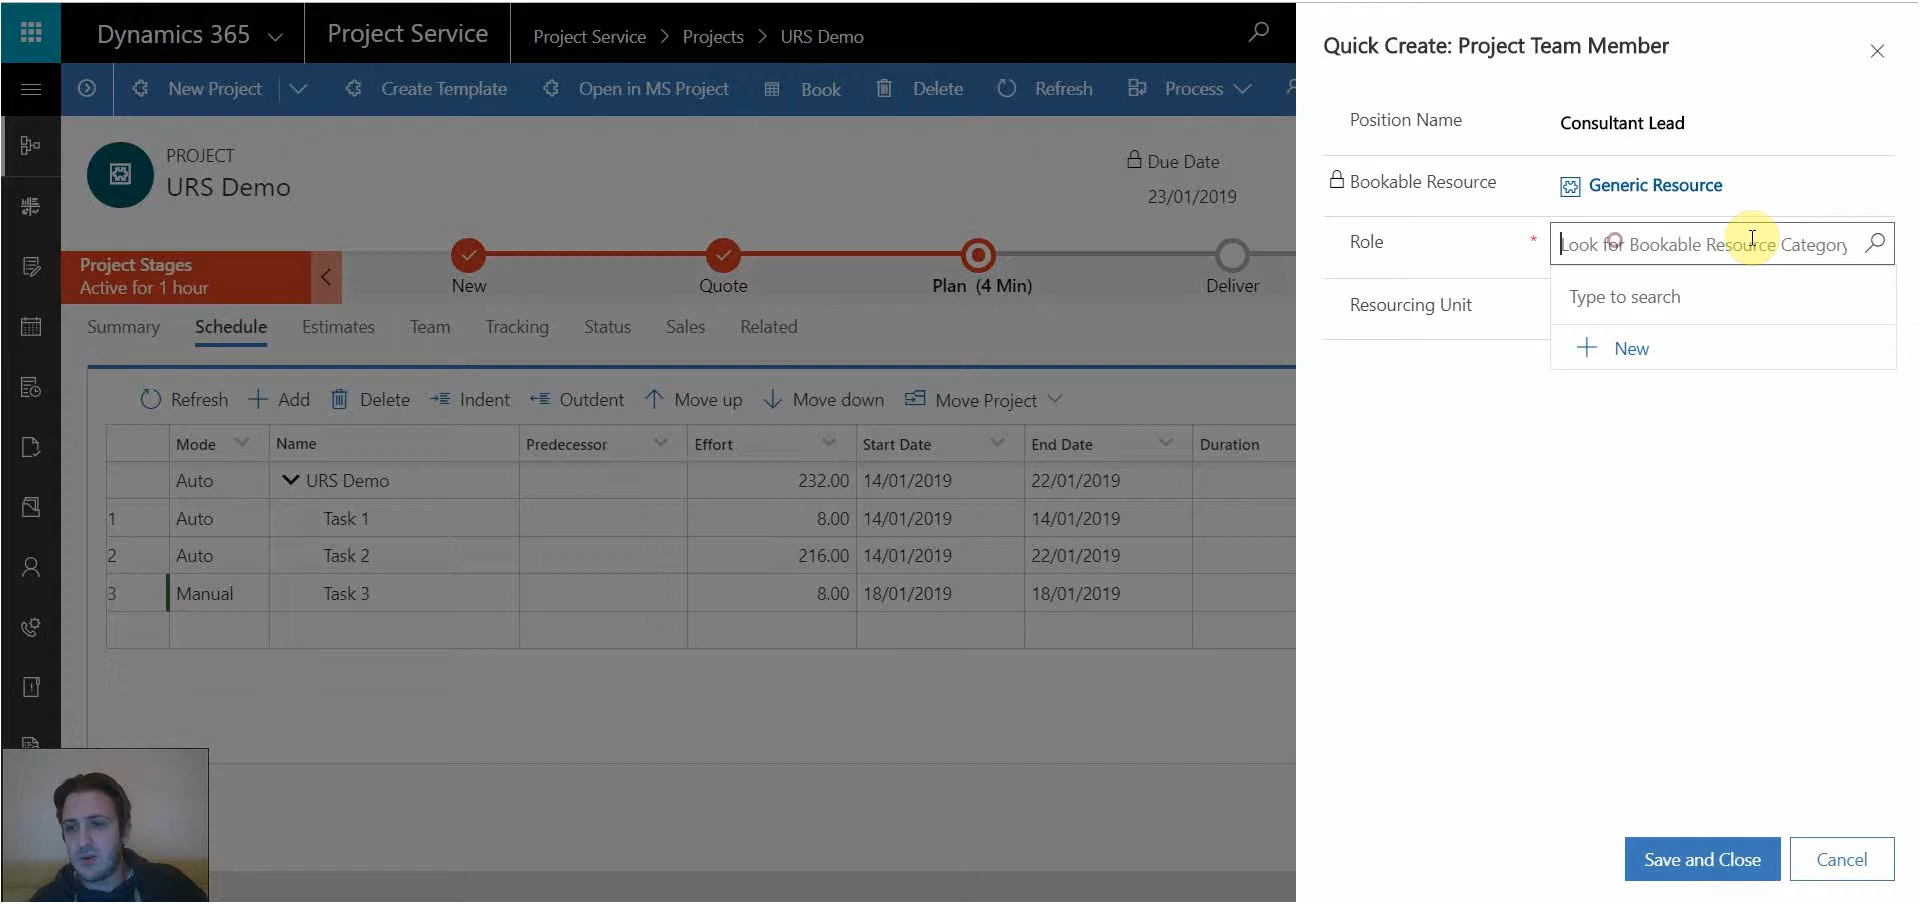 Dynamics 365
Project Service
Project Service > Projects > URS Demo
New Project
Create Template
Open in MS Project
Book
Delete
Refresh
Process
PROJECT
URS Demo
Due Date
23/01/2019
Project Stages
Active for 1 hour
New
Quote
Plan (4 Min)
Deliver
Summary
Schedule
Estimates
Team
Tracking
Status
Sales
Related
Refresh
Add
Delete
Indent
Outdent
Move up
Move down
Move Project
Mode Name Predecessor Effort Start Date End Date Duration
Auto URS Demo 232.00 14/01/2019 22/01/2019
1 Auto Task 1 8.00 14/01/2019 14/01/2019
2 Auto Task 2 216.00 14/01/2019 22/01/2019
3 Manual Task 3 8.00 18/01/2019 18/01/2019
Quick Create: Project Team Member
Position Name Consultant Lead
Bookable Resource Generic Resource
Role * Look for Bookable Resource Category
Type to search
New
Resourcing Unit
Save and Close
Cancel